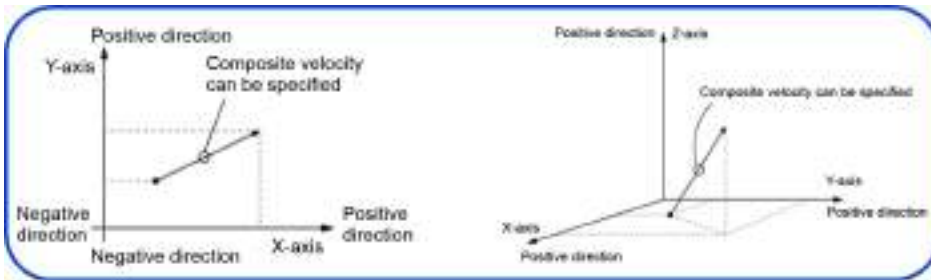 Positive direction
Y-axis
Composite velocity
can be specified
Negative
direction
Negative direction
X-axis
Positive
direction
Positive direction
Z-axis
Composite velocity can be specified
Y-axis
Positive direction
X-axis
Positive direction